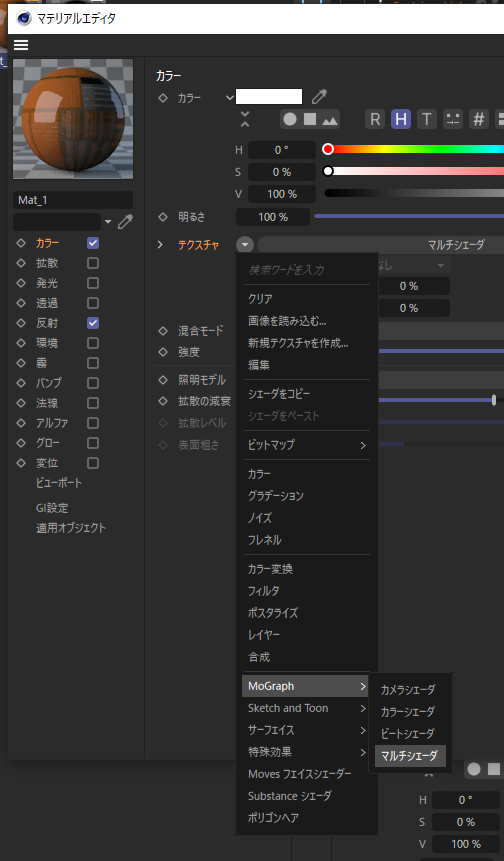 マテリアルエディタ
カラー
カラー
R H T #
H 0 °
S 0 %
V 100 %
Mat_1
明るさ 100 %
カラー
拡散
発光
透過
反射
環境
霧
バンプ
法線
アルファ
グロー
変位
ビューポート
GI設定
適用オブジェクト
テクスチャ マルチシェーダ
なし
0 %
0 %
混合モード
強度
照明モデル
拡散の減衰
拡散レベル
表面粗さ
検索ワードを入力
クリア
画像を読み込む...
新規テクスチャを作成...
編集
シェーダをコピー
シェーダをペースト
ビットマップ
カラー
グラデーション
ノイズ
フレネル
カラー変換
フィルタ
ポスタライズ
レイヤー
合成
MoGraph
Sketch and Toon
サーフェイス
特殊効果
Moves フェイスシェーダー
Substance シェーダ
ポリゴンヘア
カメラシェーダ
カラーシェーダ
ビートシェーダ
マルチシェーダ
H 0 °
S 0 %
V 100 %